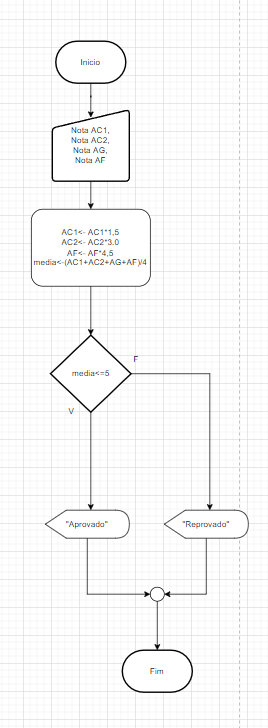 Inicio
Nota AC1,
Nota AC2,
Nota AG,
Nota AF
AC1<- AC1*1,5
AC2<- AC2*3.0
AF<- AF*4,5
media<-(AC1+AC2+AG+AF)/4
media<=5
F
V
"Aprovado"
"Reprovado"
Fim